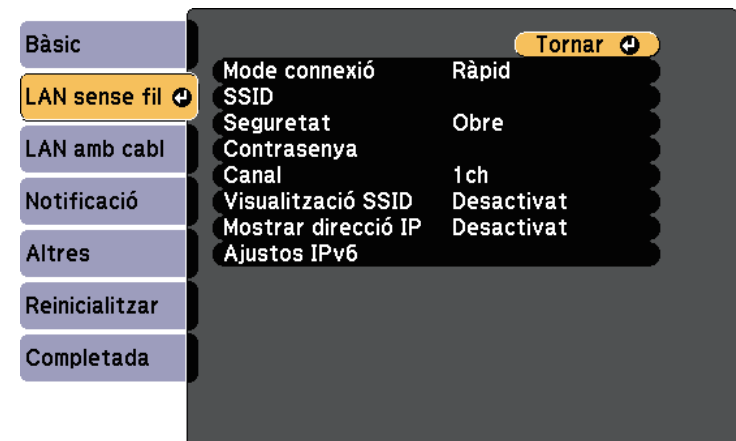 Bàsic
LAN sense fil
LAN amb cabl
Notificació
Altres
Reinicialitzar
Completada
Tornar
Mode connexió Ràpid
SSID
Seguretat Obre
Contrasenya
Canal 1ch
Visualització SSID Desactivat
Mostrar direcció IP Desactivat
Ajustos IPv6